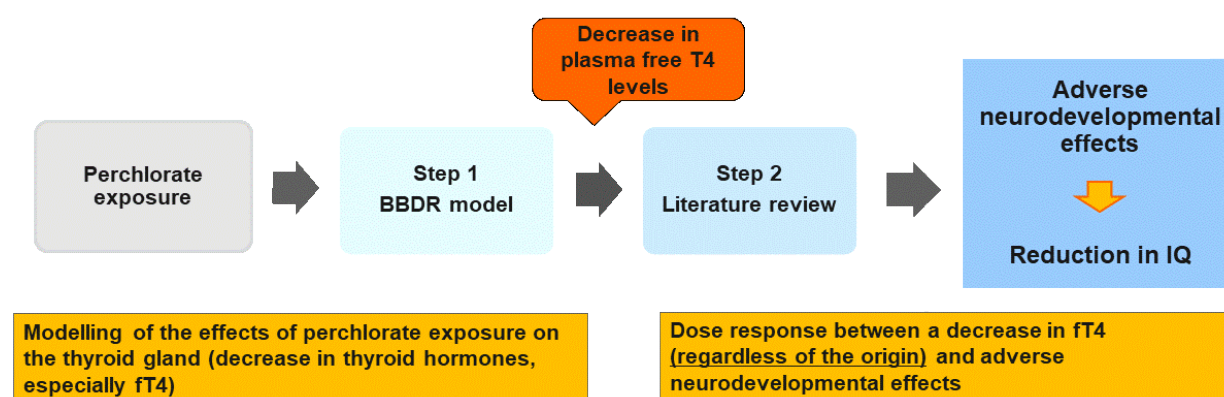 Decrease in
plasma free T4
levels
Perchlorate
exposure
Step 1
BBDR model
Step 2
Literature review
Adverse
neurodevelopmental
effects
Reduction in IQ
Modelling of the effects of perchlorate exposure on
the thyroid gland (decrease in thyroid hormones,
especially fT4)
Dose response between a decrease in fT4
(regardless of the origin) and adverse
neurodevelopmental effects